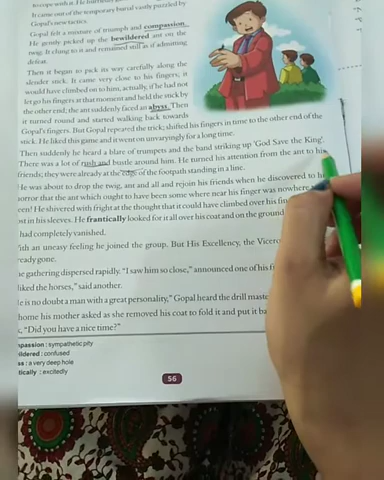 to cope with it. He
It came out of the temporary burial vastly puzzled by
Gopal's new tactics.
Gopal felt a mixture of triumph and compassion.
He gently picked up the bewildered ant on the
twig. It clung to it and remained still as if admitting
defeat.
Then it began to pick its way carefully along the
slender stick. It came very close to his fingers, it
would have climbed on to him, actually, if he had not
let go his fingers at that moment and held the stick by
the other end; the ant suddenly faced an abyss. Then
it turned round and started walking back towards
Gopal's fingers. But Gopal repeated the trick; shifted his fingers in time to the other end of the
stick. He liked this game and it went on unvaryingly for a long time.
Then suddenly he heard a blare of trumpets and the band striking up 'God Save the King'.
There was a lot of rush and bustle around him. He turned his attention from the ant to his
friends; they were already at the edge of the footpath standing in a line.
He was about to drop the twig, ant and all and rejoin his friends when he discovered to hi
orror that the ant which ought to have been some where near his finger was nowhere
een! He shivered with fright at the thought that it could have climbed over his fin
st in his sleeves. He frantically looked for it all over his coat and on the ground
had completely vanished.
ith an uneasy feeling he joined the group. But His Excellency, the Vicero
ready gone.
e gathering dispersed rapidly. "I saw him so close," announced one of his f
liked the horses," said another.
e is no doubt a man with a great personality," Gopal heard the drill maste
home his mother asked as she removed his coat to fold it and put it ba
, "Did you have a nice time?"
mpassion : sympathetic pity
wildered : confused
ss : a very deep hole
tically : excitedly
56